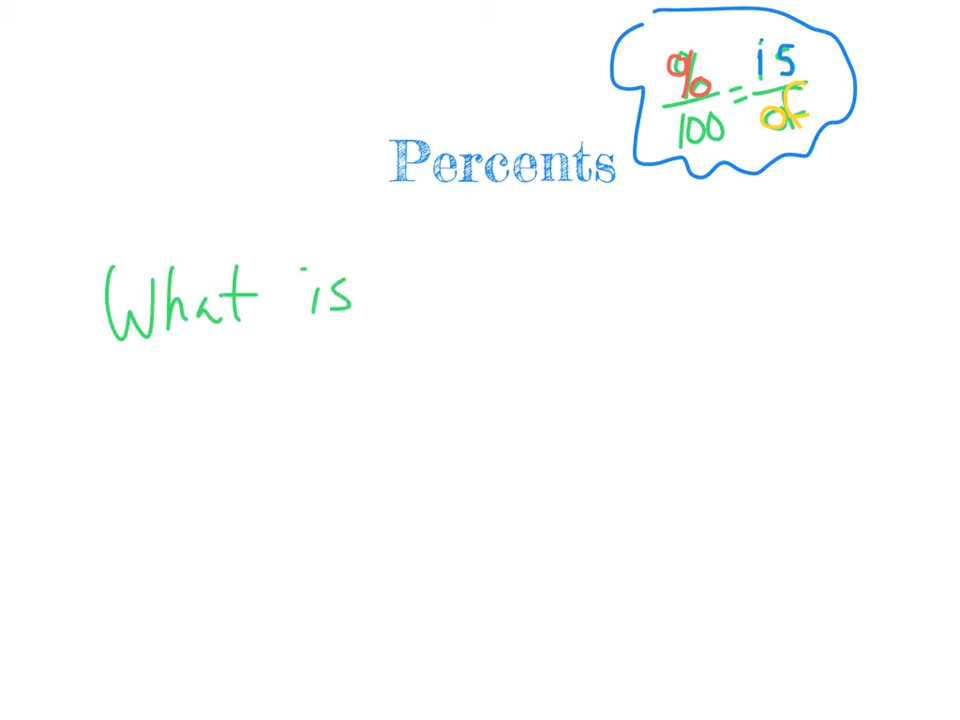 % = is
100 of
Percents
What is